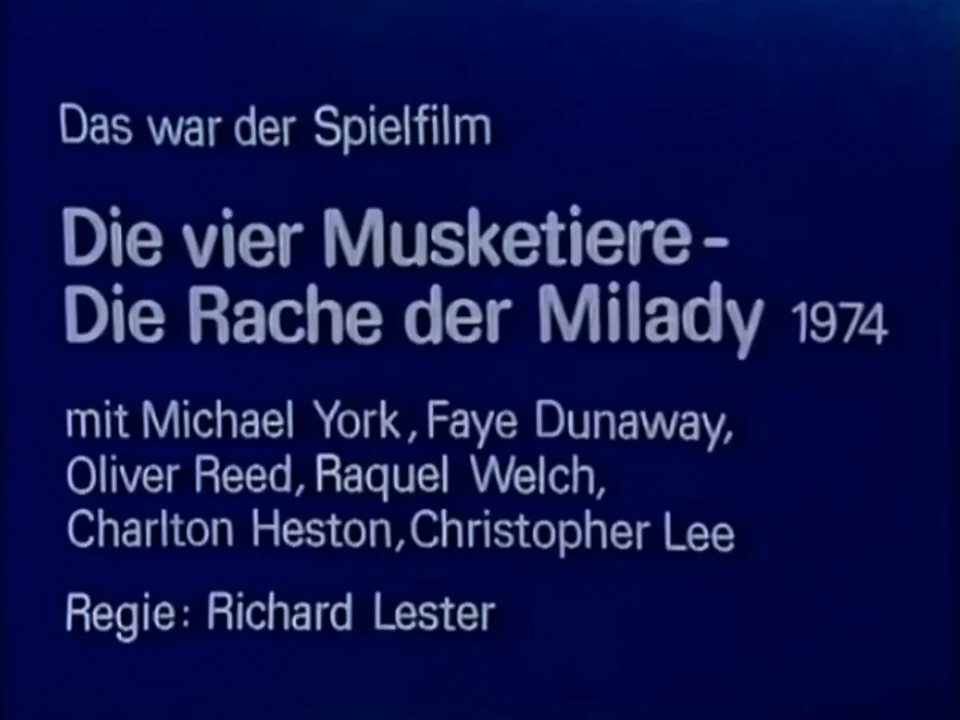 Das war der Spielfilm
Die vier Musketiere -
Die Rache der Milady 1974
mit Michael York, Faye Dunaway,
Oliver Reed, Raquel Welch,
Charlton Heston, Christopher Lee
Regie: Richard Lester